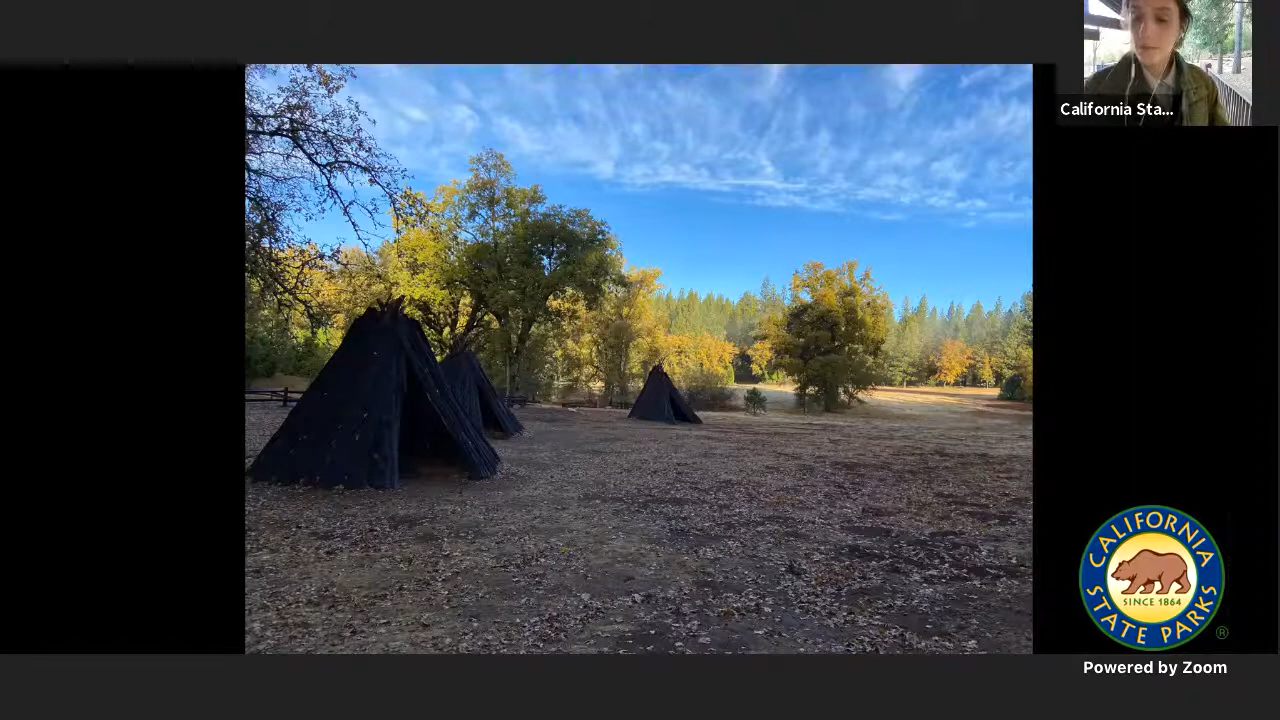 California Sta...
CALIFORNIA
SINCE 1864
STATE PARKS
®
Powered by Zoom